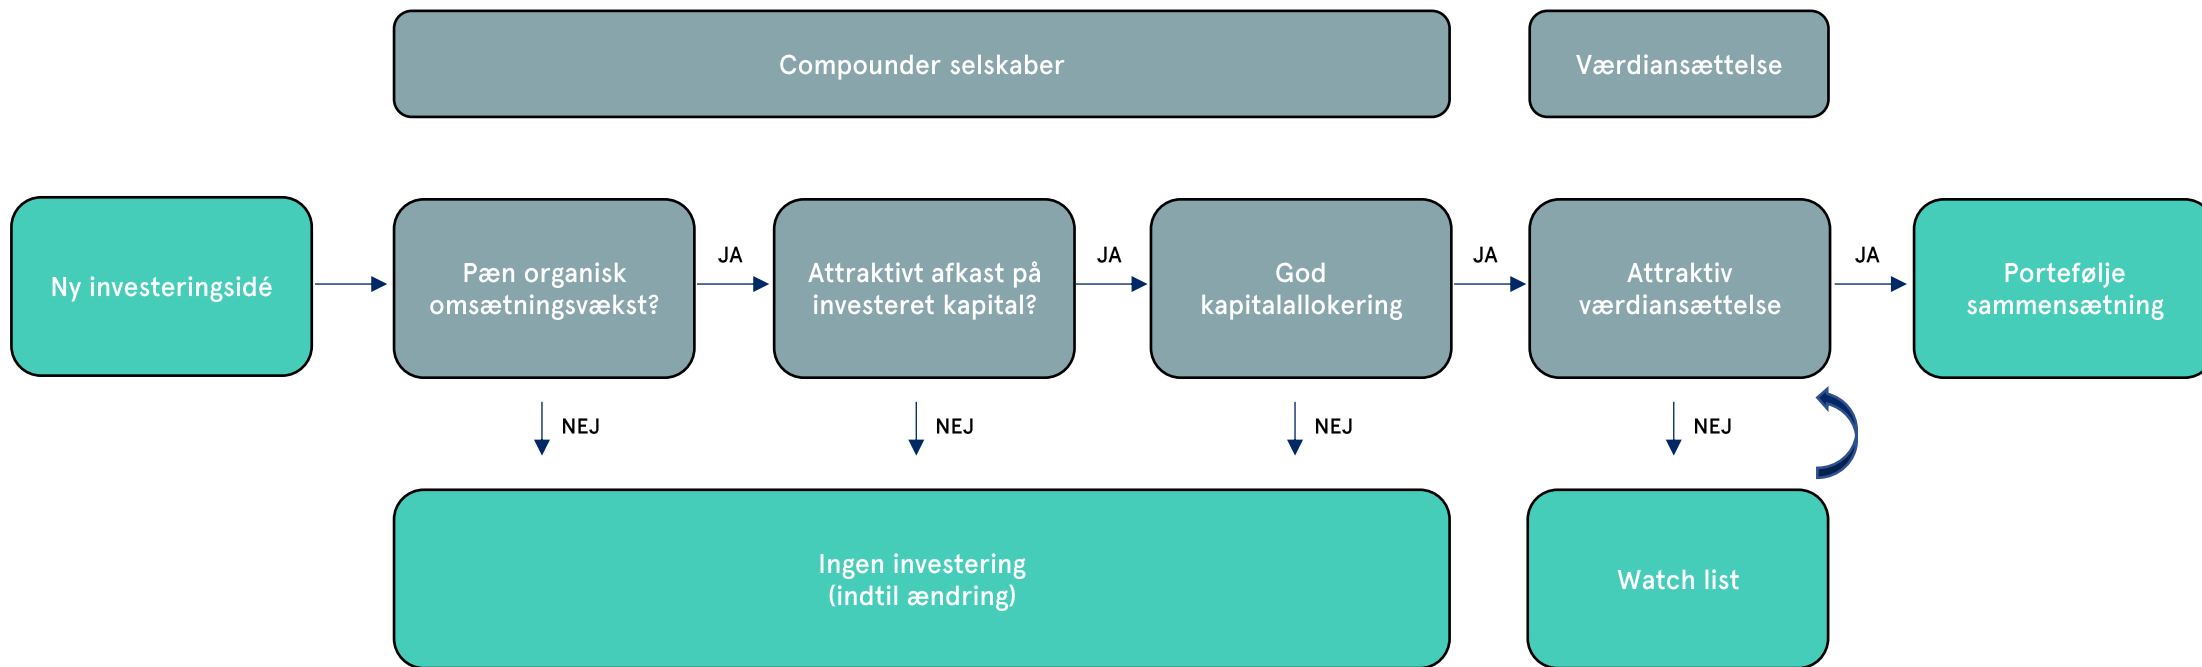 Compounder selskaber
Værdiansættelse
Ny investeringsidé
Pæn organisk
omsætningsvækst?
JA
Attraktivt afkast på
investeret kapital?
JA
God
kapitalallokering
JA
Attraktiv
værdiansættelse
JA
Portefølje
sammensætning
NEJ
NEJ
NEJ
NEJ
Ingen investering
(indtil ændring)
Watch list